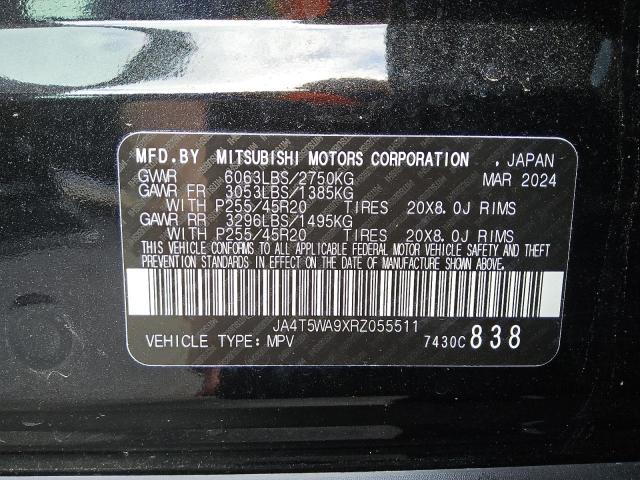 MFD.BY MITSUBISHI MOTORS CORPORATION , JAPAN
GVWR 6063LBS/2750KG MAR 2024
GAWR FR 3053LBS/1385KG
WITH P255/45R20 TIRES 20X8.0J RIMS
GAWR RR 3296LBS/1495KG
WITH P255/45R20 TIRES 20X8.0J RIMS
THIS VEHICLE CONFORMS TO ALL APPLICABLE FEDERAL MOTOR VEHICLE SAFETY AND
THEFT PREVENTION STANDARDS IN EFFECT ON THE DATE OF MANUFACTURE SHOWN ABOVE.
JA4T5WA9XRZ055511
VEHICLE TYPE:MPV 7430C 838